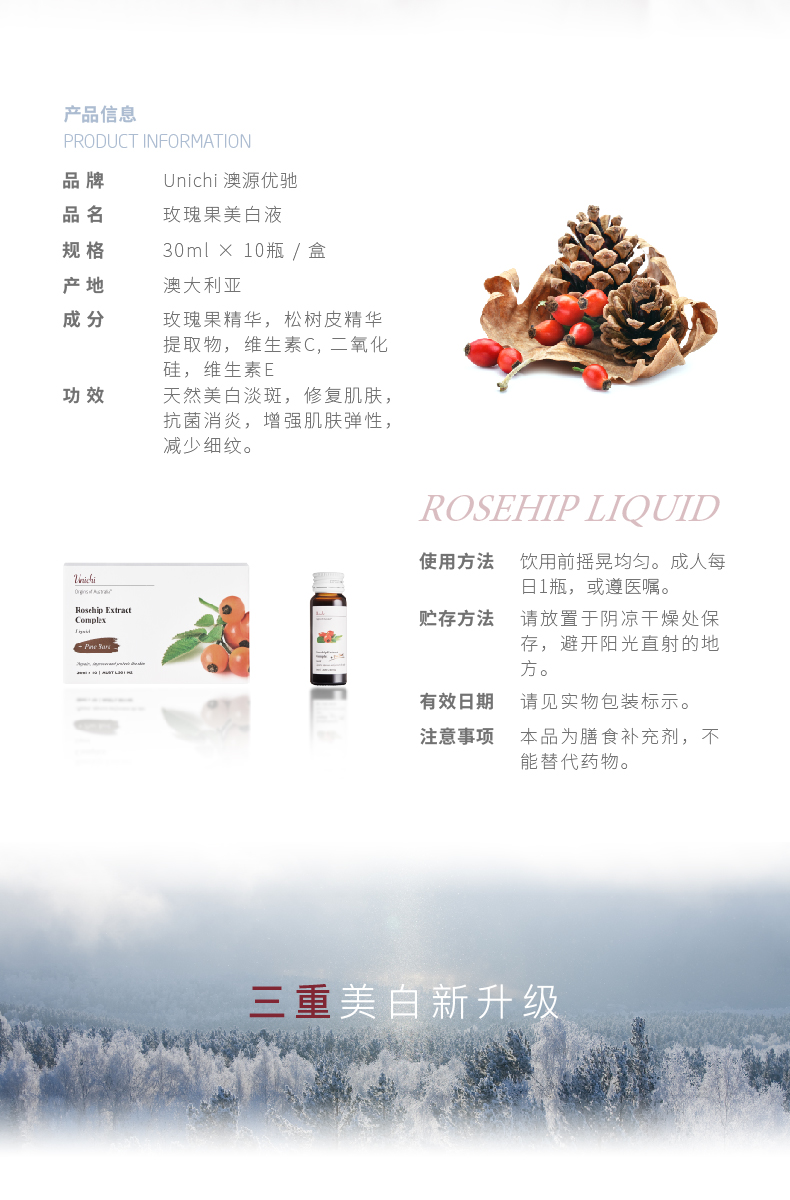 产品信息
PRODUCT INFORMATION
品牌 Unichi 澳源优驰
品名 玫瑰果美白液
规格 30ml × 10瓶 / 盒
产地 澳大利亚
成分 玫瑰果精华，松树皮精华
提取物，维生素C, 二氧化
硅，维生素E
功效 天然美白淡斑，修复肌肤，
抗菌消炎，增强肌肤弹性，
减少细纹。
ROSEHIP LIQUID
使用方法 饮用前摇晃均匀。成人每
日1瓶，或遵医嘱。
贮存方法 请放置于阴凉干燥处保
存，避开阳光直射的地
方。
有效日期 请见实物包装标示。
注意事项 本品为膳食补充剂，不
能替代药物。
Unichi
Origins of Australia
Rosehip Extract
Complex
Liquid
+ Pine Bark
三重美白新升级